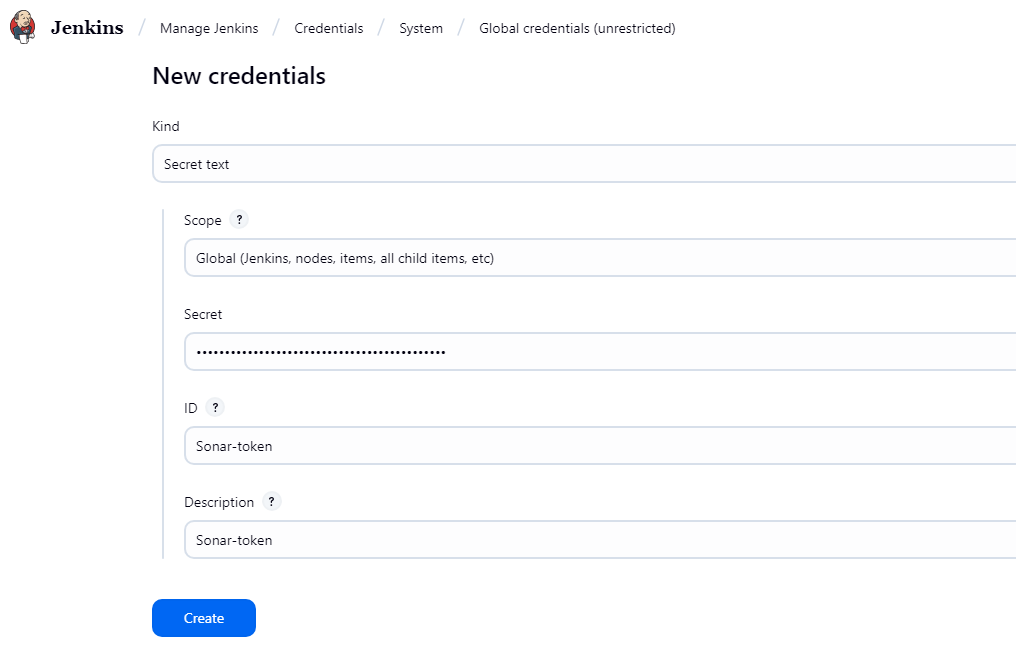 Jenkins / Manage Jenkins / Credentials / System / Global credentials (unrestricted)
New credentials
Kind
Secret text
Scope ?
Global (Jenkins, nodes, items, all child items, etc)
Secret
••••••••••••••••••••••••••••••••••••••••••••
ID ?
Sonar-token
Description ?
Sonar-token
Create